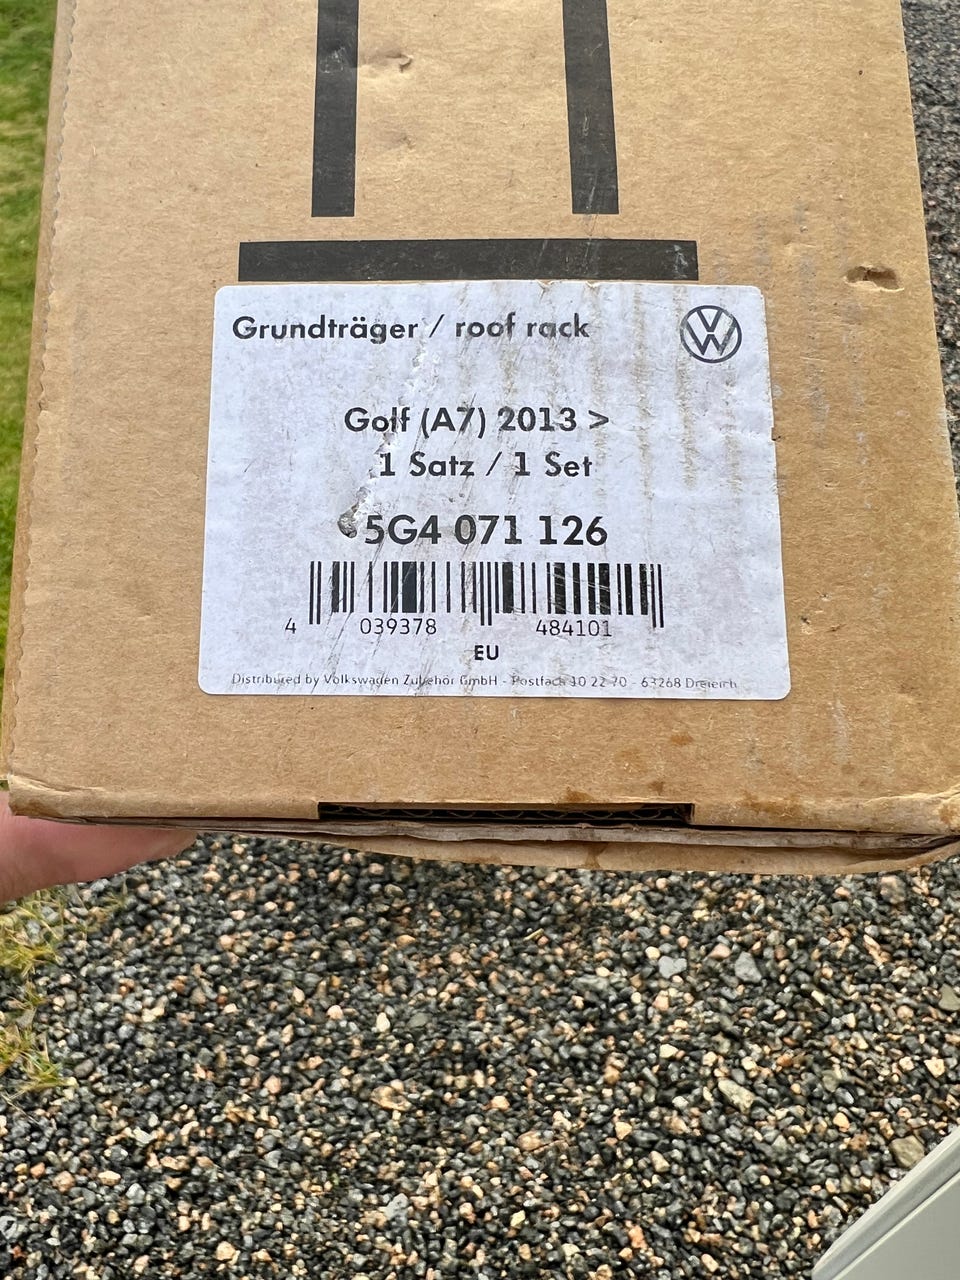 Grundträger / roof rack
Golf (A7) 2013 >
1 Satz / 1 Set
5G4 071 126
4 039378 484101
EU
Distributed by Volkswagen Zubehör GmbH - Postfach 10 22 70 - 63268 Dreieich